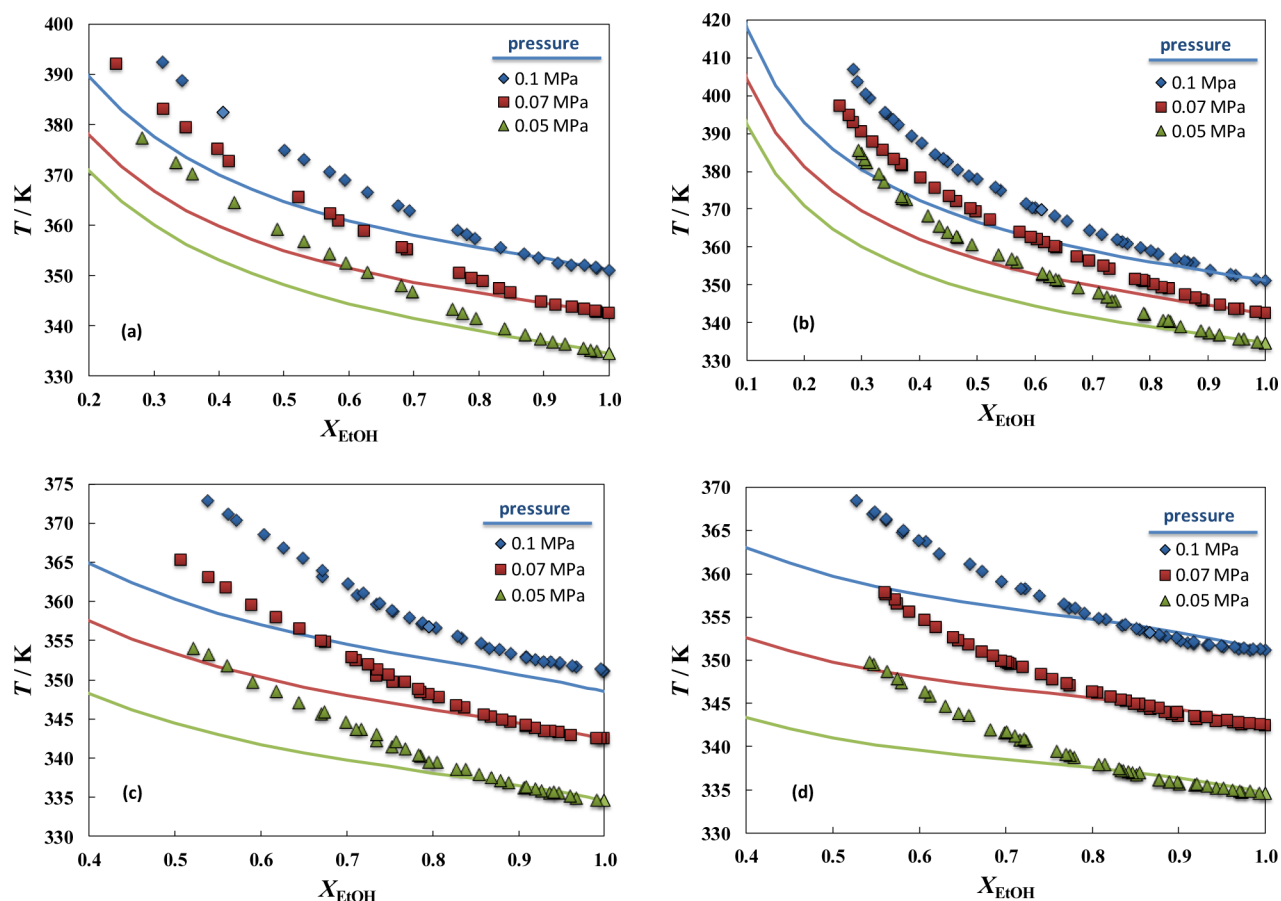 400
390
380
370
360
350
340
330
T / K
pressure
0.1 MPa
0.07 MPa
0.05 MPa
(a)
0.2 0.3 0.4 0.5 0.6 0.7 0.8 0.9 1.0
XEtOH
420
410
400
390
380
370
360
350
340
330
T / K
pressure
0.1 Mpa
0.07 MPa
0.05 MPa
(b)
0.1 0.2 0.3 0.4 0.5 0.6 0.7 0.8 0.9 1.0
XEtOH
375
370
365
360
355
350
345
340
335
330
T / K
pressure
0.1 MPa
0.07 MPa
0.05 MPa
(c)
0.4 0.5 0.6 0.7 0.8 0.9 1.0
XEtOH
370
365
360
355
350
345
340
335
330
T / K
pressure
0.1 MPa
0.07 MPa
0.05 MPa
(d)
0.4 0.5 0.6 0.7 0.8 0.9 1.0
XEtOH